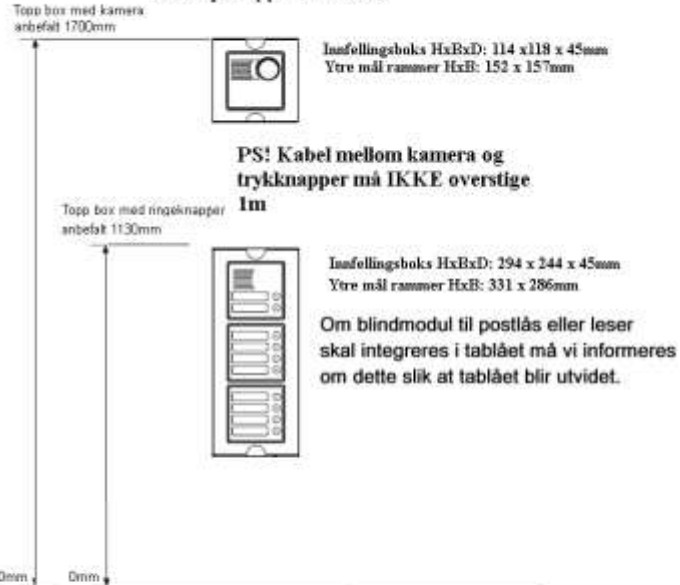 Topp box med kamera
anbefalt 1700mm
Innfellingsboks HxBxD: 114 x118 x 45mm
Ytre mål rammer HxB: 152 x 157mm
PS! Kabel mellom kamera og
trykknapper må IKKE overstige
1m
Topp box med ringeknapper
anbefalt 1130mm
Innfellingsboks HxBxD: 294 x 244 x 45mm
Ytre mål rammer HxB: 331 x 286mm
Om blindmodul til postlås eller leser
skal integreres i tablået må vi informeres
om dette slik at tablået blir utvidet.
0mm
0mm